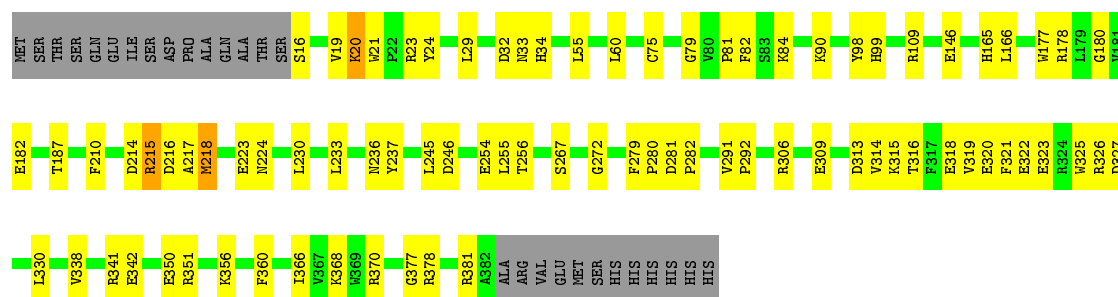 MET SER THR SER GLN GLU ILE SER ASP PRO ALA GLN ALA THR SER S16 V19 K20 W21 P22 R23 Y24 L29 D32 N33 H34 L55 L60 C75 G79 V80 P81 F82 S83 K84 K90 Y98 H99 R109 E146 H165 L166 W177 R178 L179 G180 V181
E182 T187 F210 D214 R215 D216 A217 M218 E223 N224 L230 L233 N236 Y237 L245 D246 E254 L255 T256 S267 G272 F279 P280 D281 P282 V291 P292 R306 E309 D313 V314 K315 T316 F317 E318 V319 E320 F321 E322 E323 R324 W325 R326 D327
L330 V338 R341 E342 E350 R351 K356 F360 I366 V367 K368 W369 R370 G377 R378 R381 A382 ALA ARG VAL GLU MET SER HIS HIS HIS HIS HIS HIS